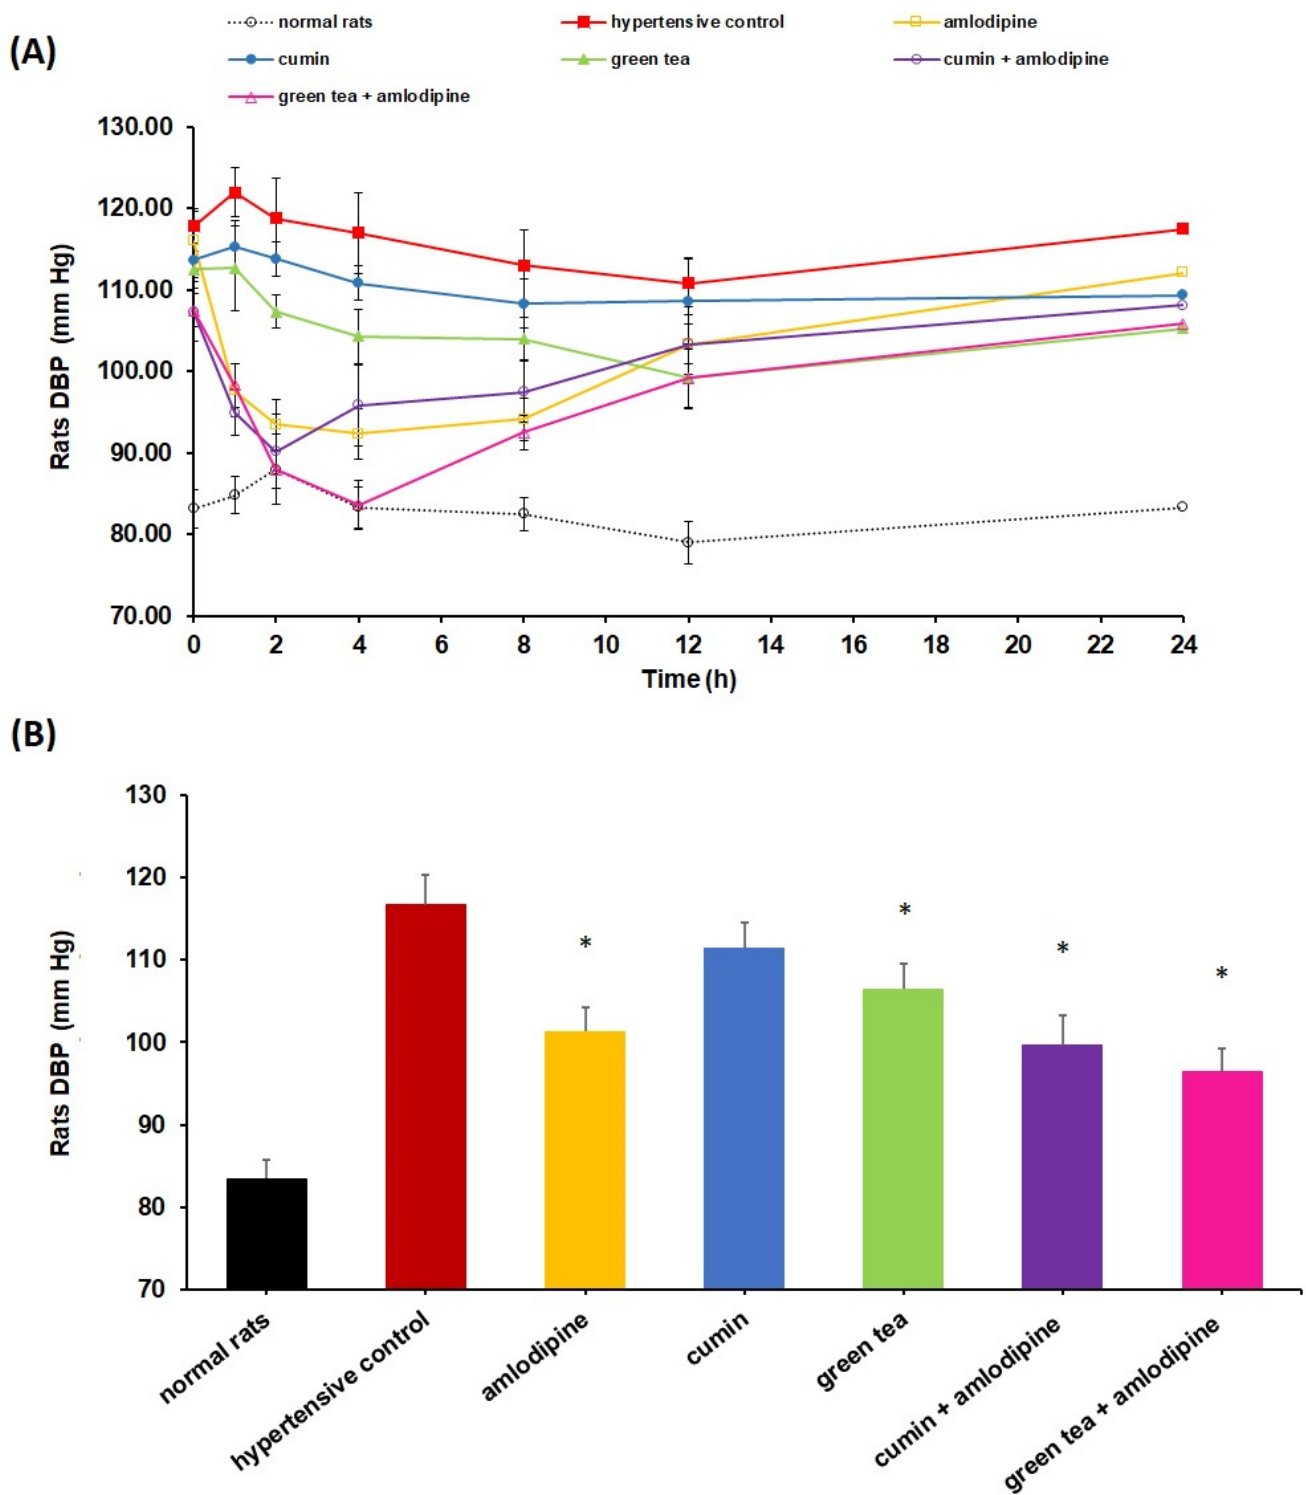 normal rats hypertensive control amlodipine
(A)
cumin green tea cumin + amlodipine
green tea + amlodipine
130.00
120.00
110.00
100.00
90.00
80.00
70.00
Rats DBP (mm Hg)
0 2 4 6 8 10 12 14 16 18 20 22 24
Time (h)
(B)
130
120
110
100
90
80
70
Rats DBP (mm Hg)
* * * *
normal rats
hypertensive control
amlodipine
cumin
green tea
cumin + amlodipine
green tea + amlodipine